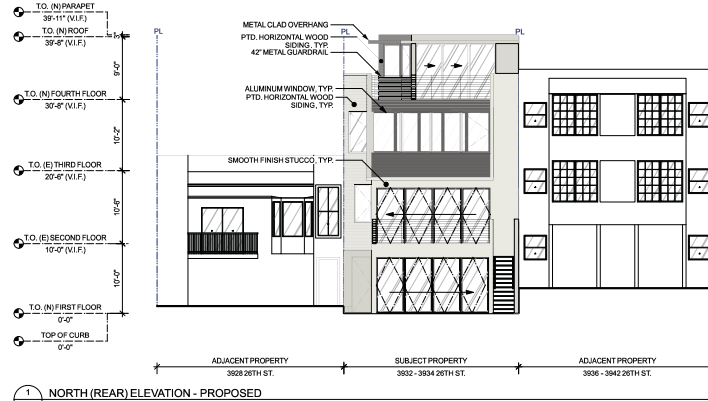 T.O. (N) PARAPET
39'-11" (V.I.F.)
T.O. (N) ROOF
39'-8" (V.I.F.)
3"
9'-0"
T.O. (N) FOURTH FLOOR
30'-8" (V.I.F.)
10'-2"
T.O. (E) THIRD FLOOR
20'-6" (V.I.F.)
10'-6"
T.O. (E) SECOND FLOOR
10'-0" (V.I.F.)
10'-0"
T.O. (N) FIRST FLOOR
0'-0"
TOP OF CURB
0'-0"
PL
PL
PL
METAL CLAD OVERHANG
PTD. HORIZONTAL WOOD
SIDING, TYP.
42" METAL GUARDRAIL
ALUMINUM WINDOW, TYP.
PTD. HORIZONTAL WOOD
SIDING, TYP.
SMOOTH FINISH STUCCO, TYP.
ADJACENT PROPERTY
3928 26TH ST.
SUBJECT PROPERTY
3932 - 3934 26TH ST.
ADJACENT PROPERTY
3936 - 3942 26TH ST.
1 NORTH (REAR) ELEVATION - PROPOSED